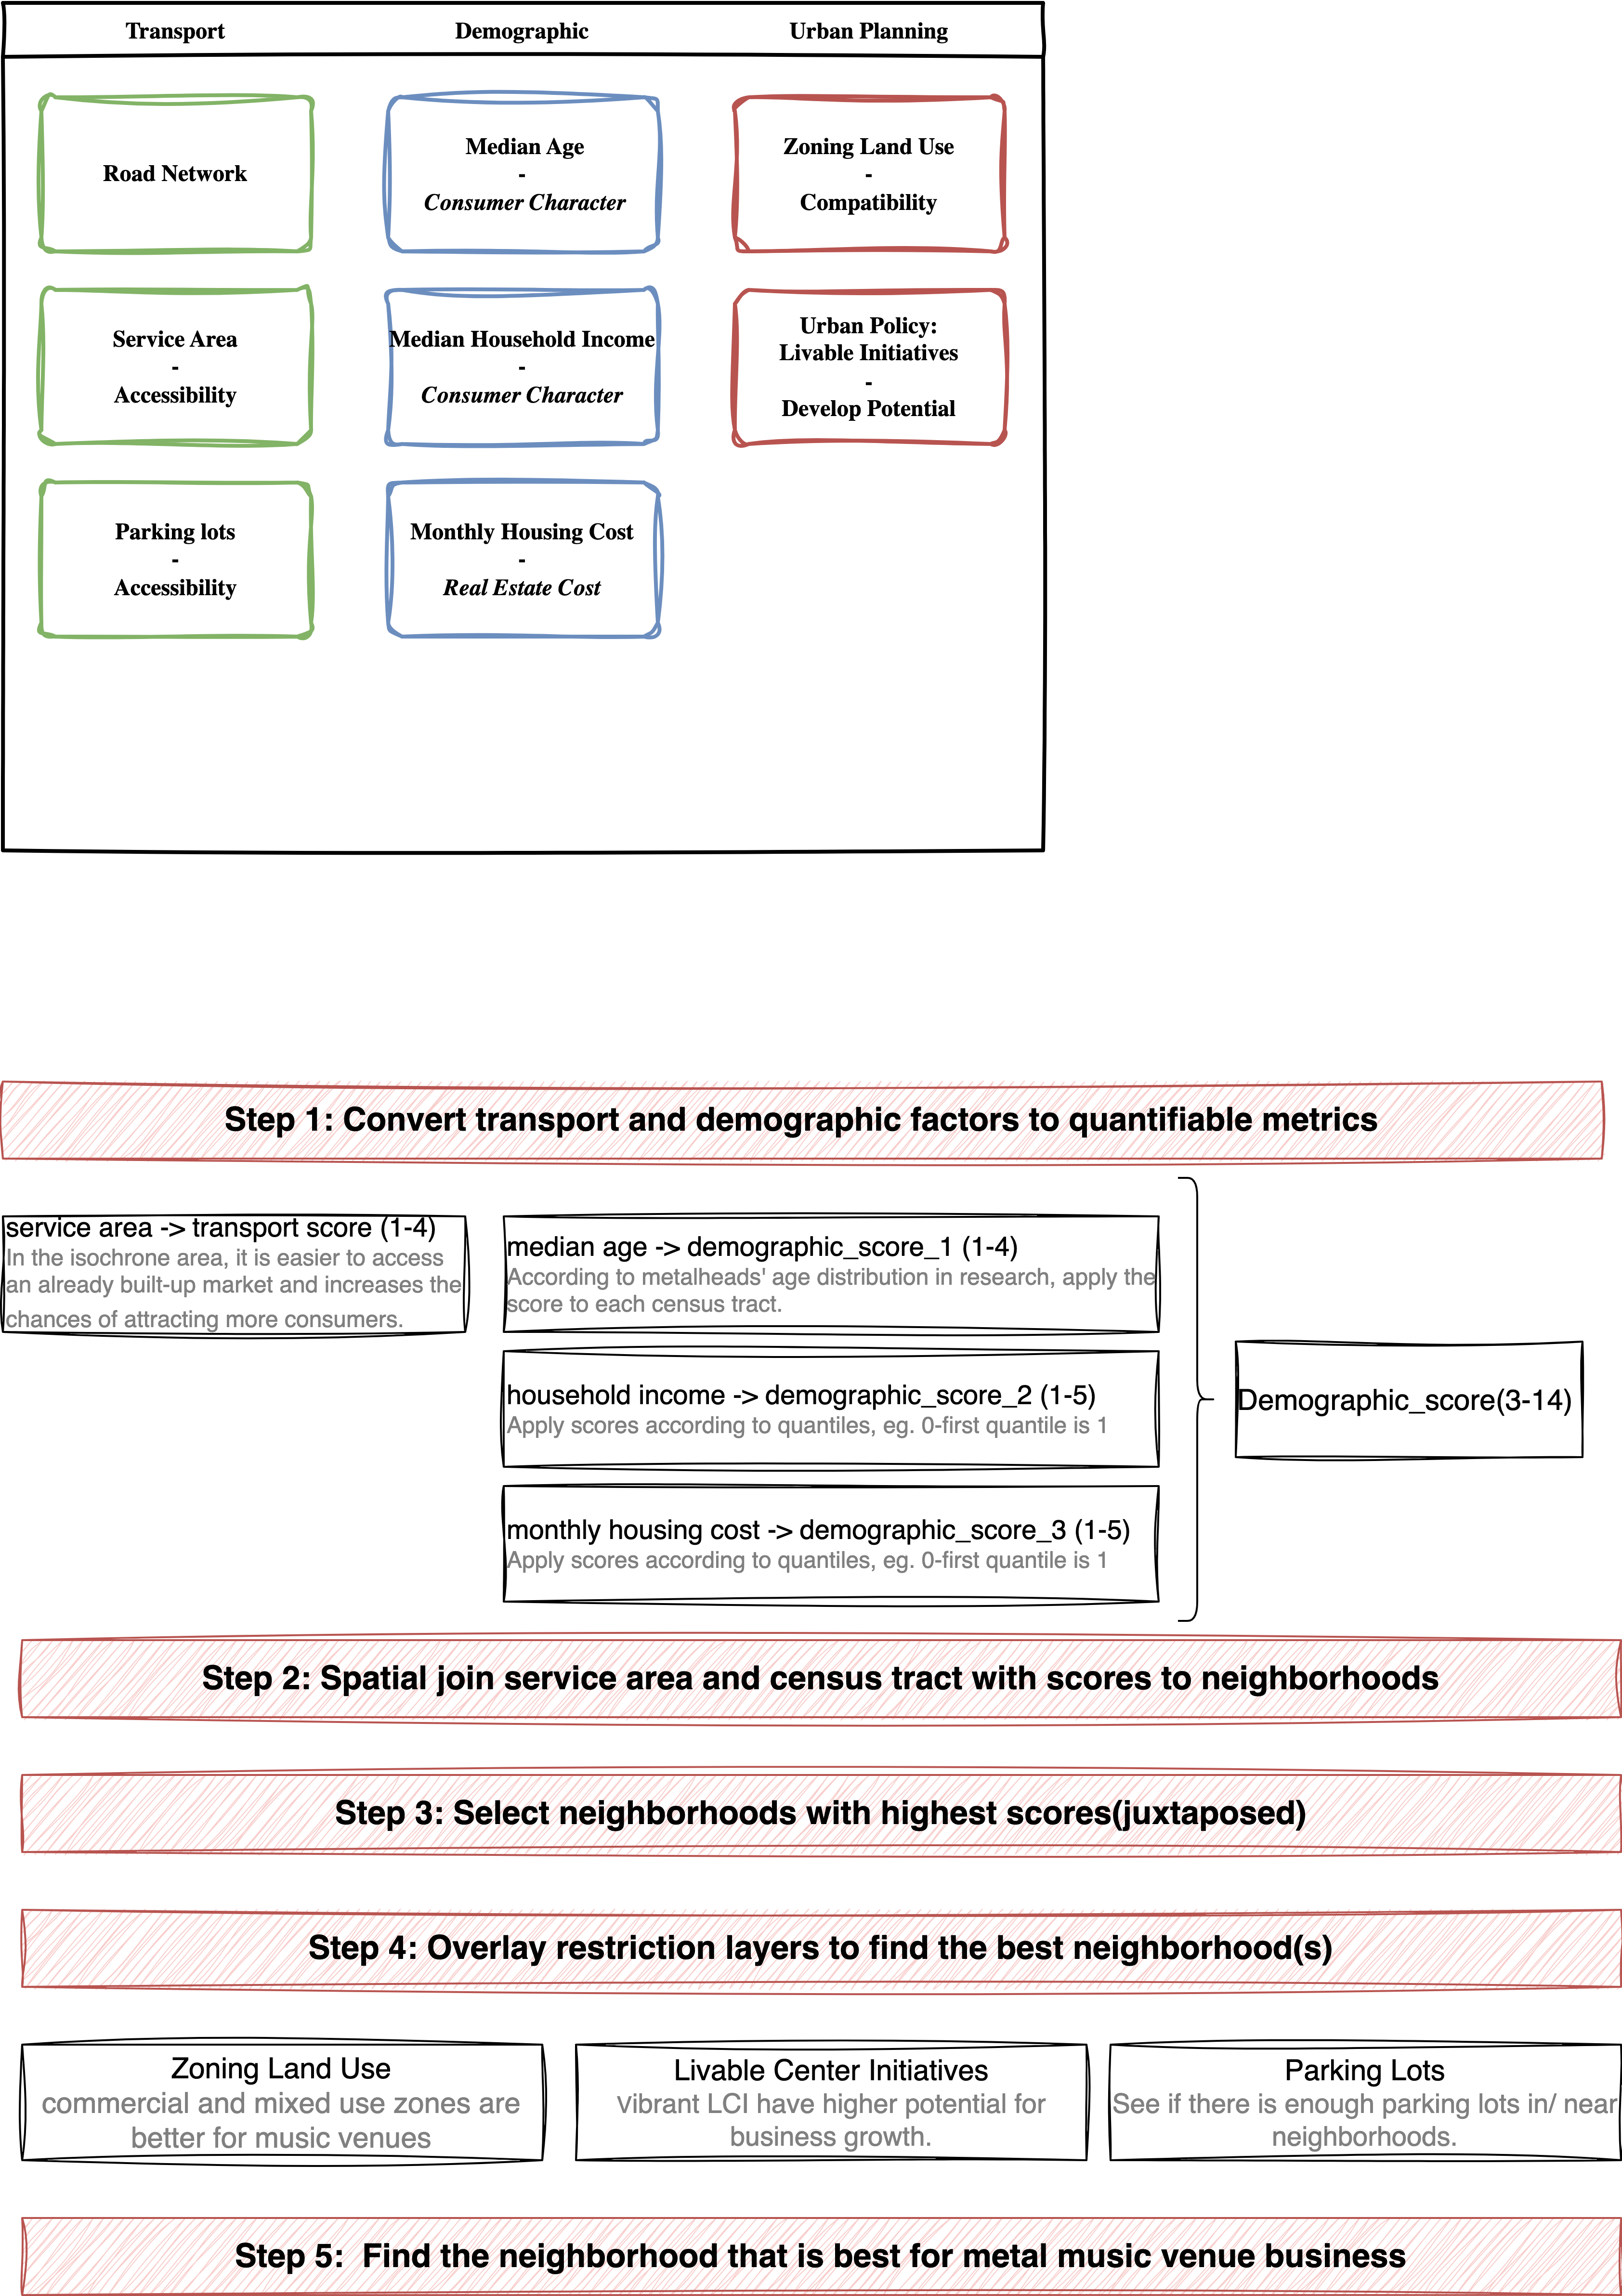 Transport
Demographic
Urban Planning
Road Network
Median Age
-
Consumer Character
Zoning Land Use
-
Compatibility
Service Area
-
Accessibility
Median Household Income
-
Consumer Character
Urban Policy:
Livable Initiatives
-
Develop Potential
Parking lots
-
Accessibility
Monthly Housing Cost
-
Real Estate Cost
Step 1: Convert transport and demographic factors to quantifiable metrics
service area -> transport score (1-4)
In the isochrone area, it is easier to access
an already built-up market and increases the
chances of attracting more consumers.
median age -> demographic_score_1 (1-4)
According to metalheads' age distribution in research, apply the
score to each census tract.
household income -> demographic_score_2 (1-5)
Apply scores according to quantiles, eg. 0-first quantile is 1
monthly housing cost -> demographic_score_3 (1-5)
Apply scores according to quantiles, eg. 0-first quantile is 1
Demographic_score(3-14)
Step 2: Spatial join service area and census tract with scores to neighborhoods
Step 3: Select neighborhoods with highest scores(juxtaposed)
Step 4: Overlay restriction layers to find the best neighborhood(s)
Zoning Land Use
commercial and mixed use zones are
better for music venues
Livable Center Initiatives
Vibrant LCI have higher potential for
business growth.
Parking Lots
See if there is enough parking lots in/ near
neighborhoods.
Step 5:  Find the neighborhood that is best for metal music venue business